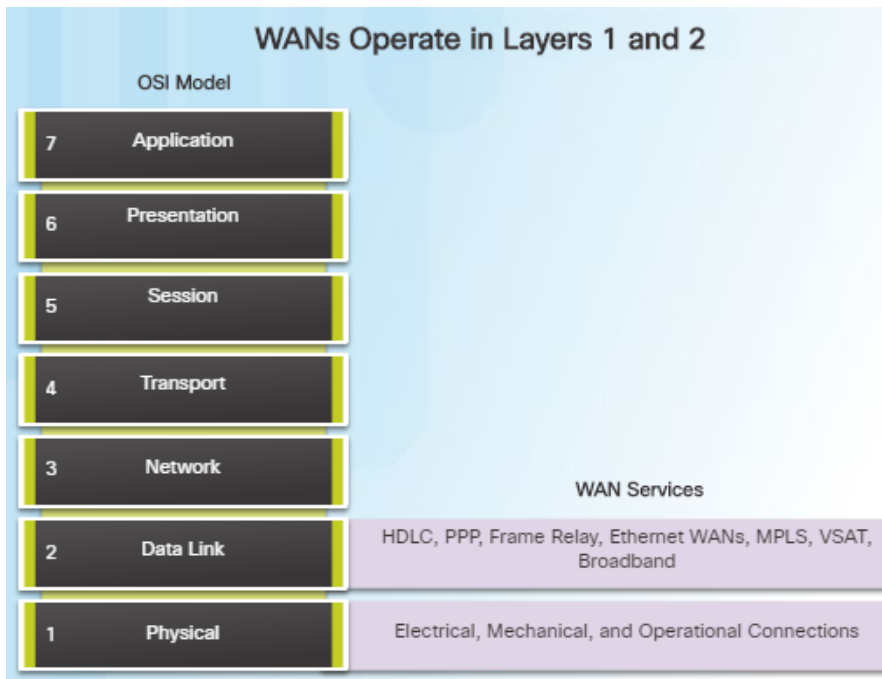 WANs Operate in Layers 1 and 2
OSI Model
7 Application
6 Presentation
5 Session
4 Transport
3 Network
WAN Services
2 Data Link
HDLC, PPP, Frame Relay, Ethernet WANs, MPLS, VSAT,
Broadband
1 Physical
Electrical, Mechanical, and Operational Connections